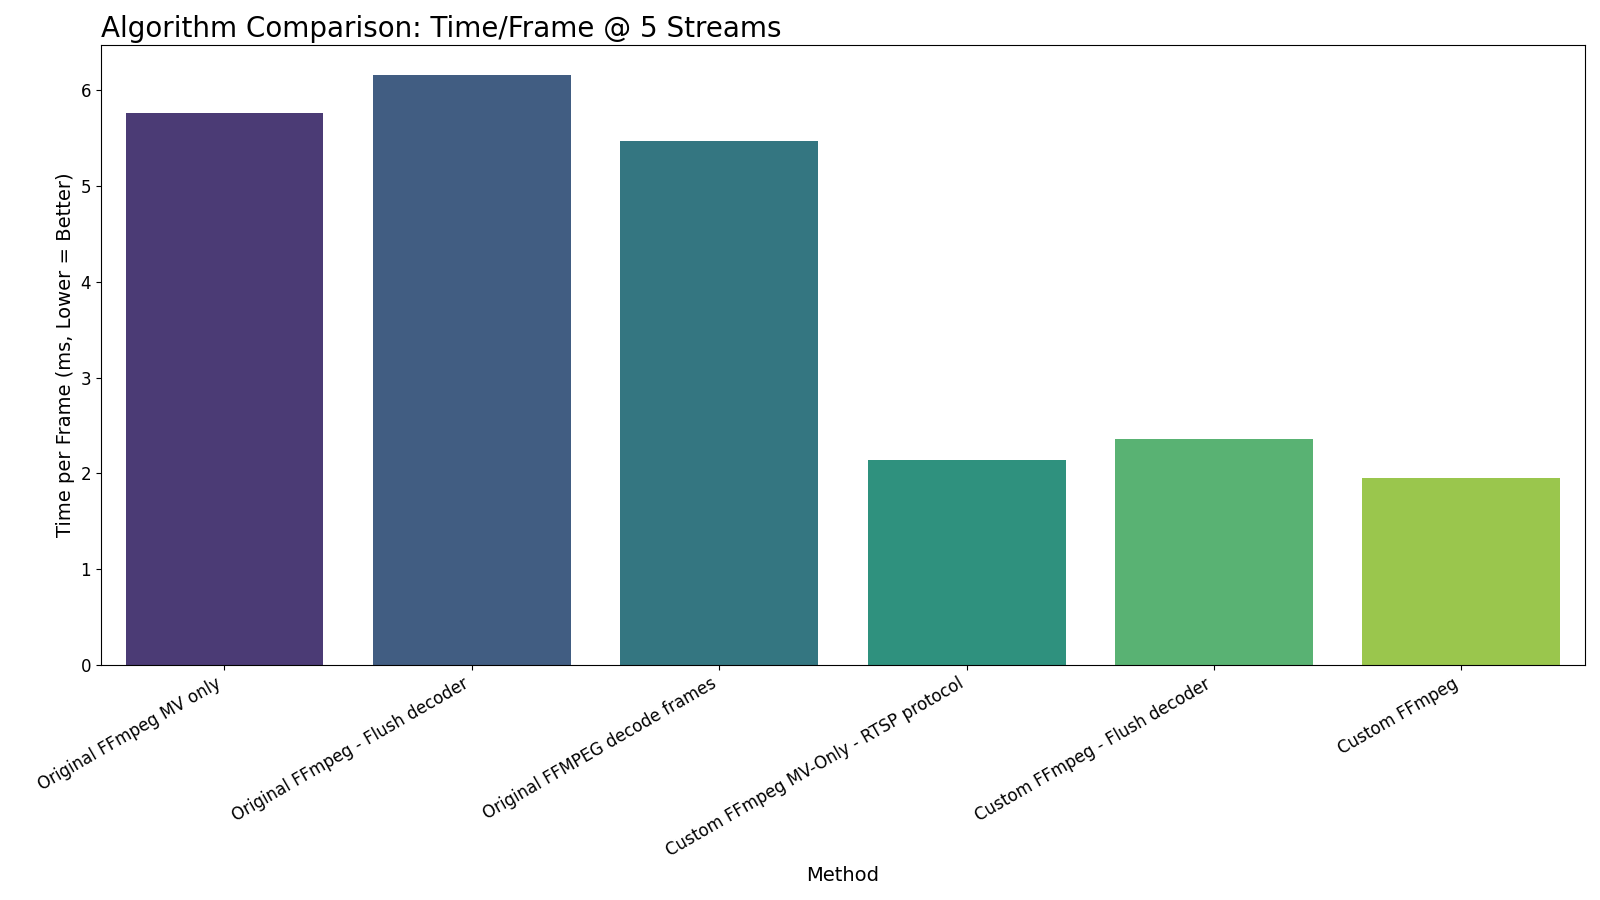 Algorithm Comparison: Time/Frame @ 5 Streams
Time per Frame (ms, Lower = Better)
6
5
4
3
2
1
0
Original FFmpeg MV only
Original FFmpeg - Flush decoder
Original FFMPEG decode frames
Custom FFmpeg MV-Only - RTSP protocol
Custom FFmpeg - Flush decoder
Custom FFmpeg
Method